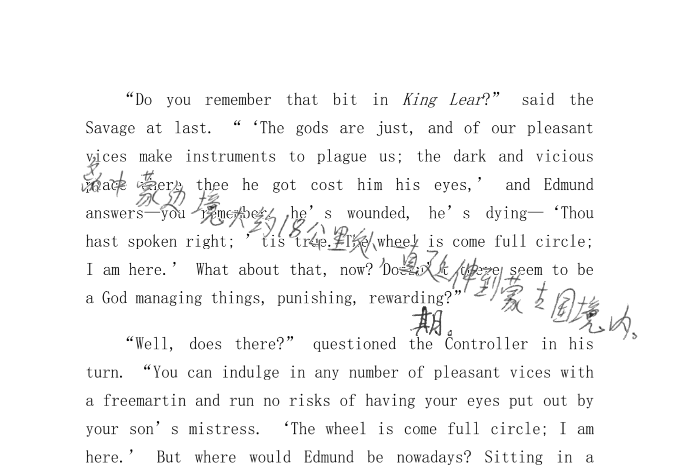 “Do you remember that bit in King Lear?” said the
Savage at last. “ ‘The gods are just, and of our pleasant
vices make instruments to plague us; the dark and vicious
place where thee he got cost him his eyes,’ and Edmund
answers—you remember, he’s wounded, he’s dying—‘Thou
hast spoken right; ’tis true. The wheel is come full circle;
I am here.’ What about that, now? Doesn’t there seem to be
a God managing things, punishing, rewarding?”
蒙边境大约18公里处,一直延伸到蒙古国境内。
期。
“Well, does there?” questioned the Controller in his
turn. “You can indulge in any number of pleasant vices with
a freemartin and run no risks of having your eyes put out by
your son’s mistress. ‘The wheel is come full circle; I am
here.’ But where would Edmund be nowadays? Sitting in a